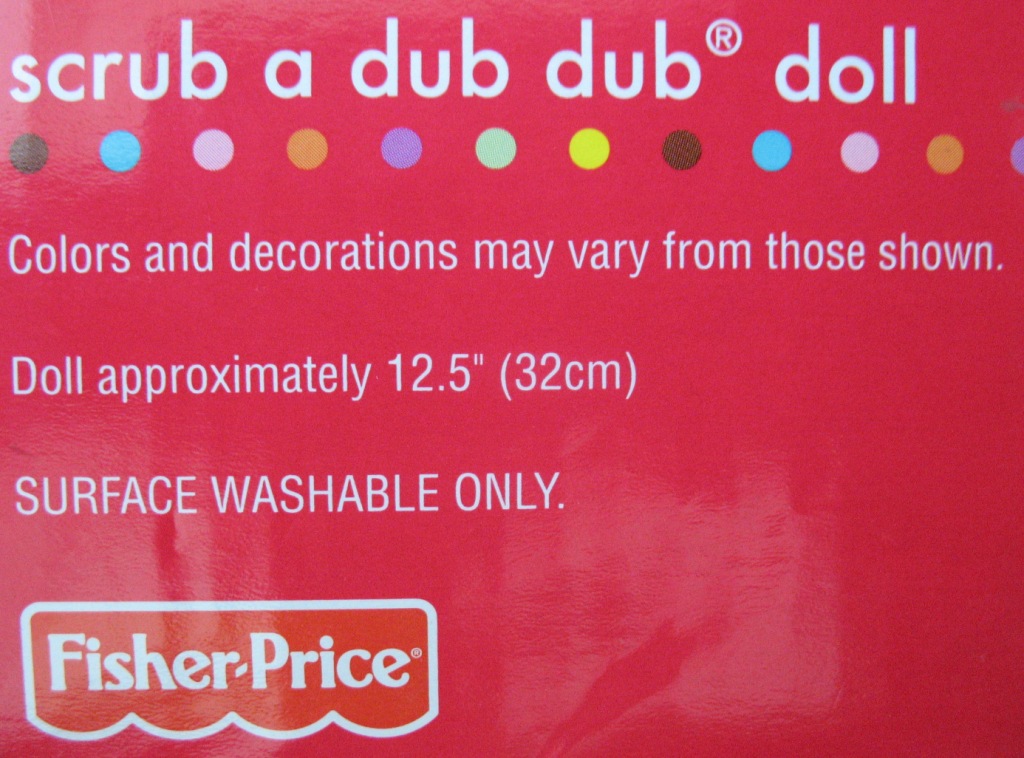 scrub a dub dub® doll
Colors and decorations may vary from those shown.
Doll approximately 12.5" (32cm)
SURFACE WASHABLE ONLY.
Fisher-Price®